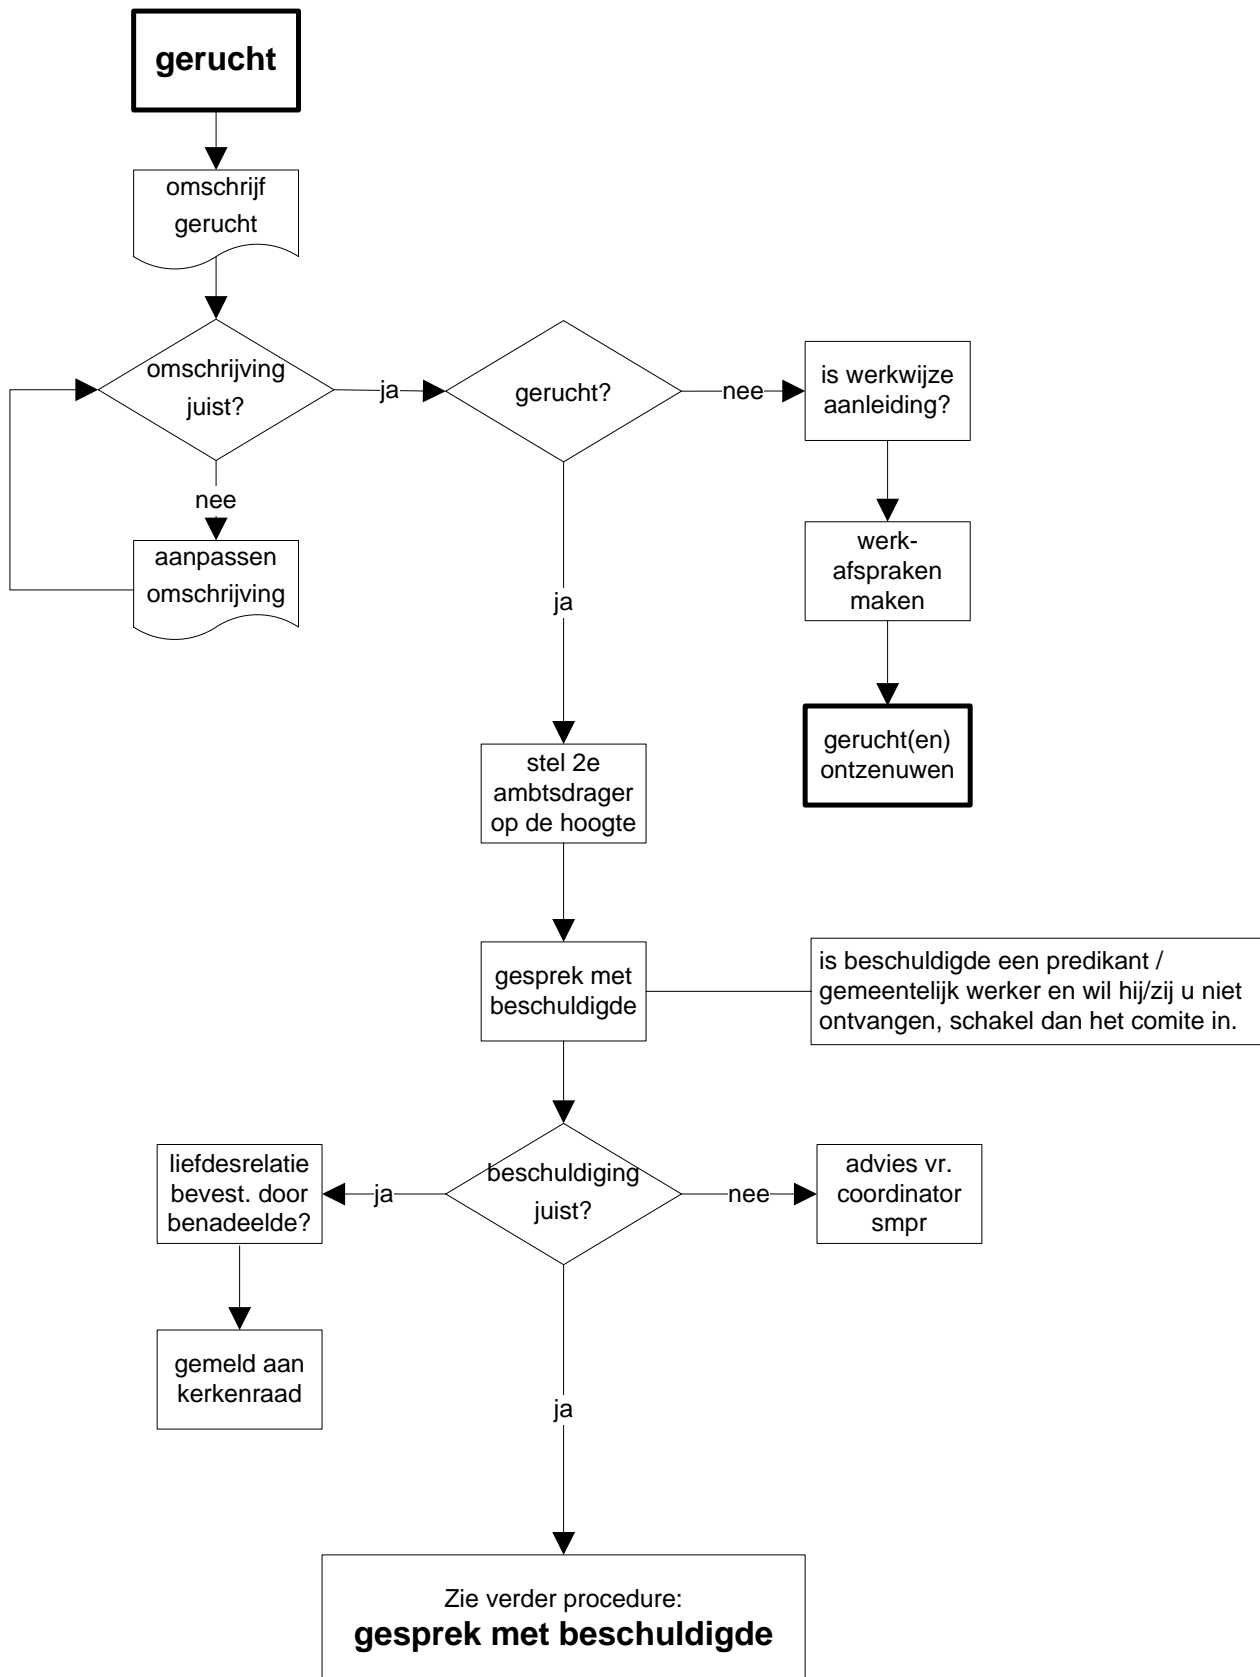 gerucht
omschrijf
gerucht
omschrijving
juist?
ja
gerucht?
nee
is werkwijze
aanleiding?
nee
aanpassen
omschrijving
werk-
afspraken
maken
ja
gerucht(en)
ontzenuwen
stel 2e
ambtsdrager
op de hoogte
gesprek met
beschuldigde
is beschuldigde een predikant /
gemeentelijk werker en wil hij/zij u niet
ontvangen, schakel dan het comite in.
liefdesrelatie
bevest. door
benadeelde?
ja
beschuldiging
juist?
nee
advies vr.
coordinator
smpr
gemeld aan
kerkenraad
ja
Zie verder procedure:
gesprek met beschuldigde